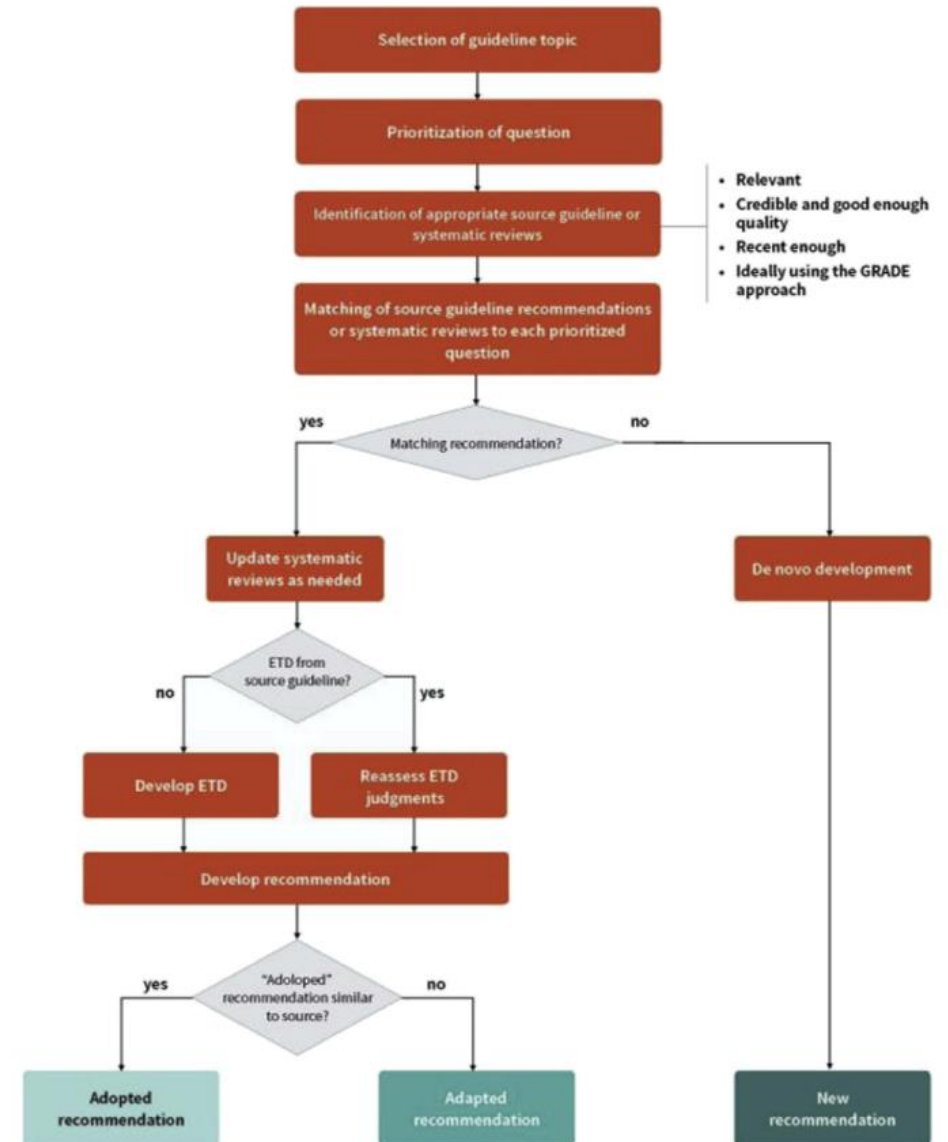 Selection of guideline topic
Prioritization of question
Identification of appropriate source guideline or
systematic reviews
• Relevant
• Credible and good enough
quality
• Recent enough
• Ideally using the GRADE
approach
Matching of source guideline recommendations
or systematic reviews to each prioritized
question
yes
no
Matching recommendation?
Update systematic
reviews as needed
De novo development
ETD from
source guideline?
no
yes
Develop ETD
Reassess ETD
judgments
Develop recommendation
"Adoloped"
recommendation similar
to source?
yes
no
Adopted
recommendation
Adapted
recommendation
New
recommendation